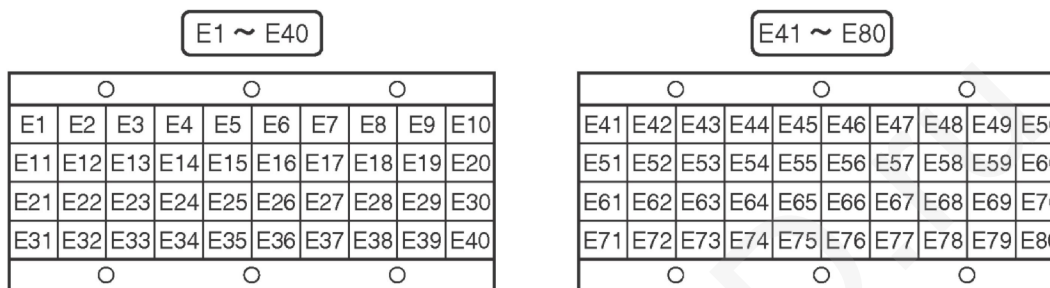 E1 ~ E40
E1 E2 E3 E4 E5 E6 E7 E8 E9 E10
E11 E12 E13 E14 E15 E16 E17 E18 E19 E20
E21 E22 E23 E24 E25 E26 E27 E28 E29 E30
E31 E32 E33 E34 E35 E36 E37 E38 E39 E40
E41 ~ E80
E41 E42 E43 E44 E45 E46 E47 E48 E49
E51 E52 E53 E54 E55 E56 E57 E58 E59
E61 E62 E63 E64 E65 E66 E67 E68 E69
E71 E72 E73 E74 E75 E76 E77 E78 E79